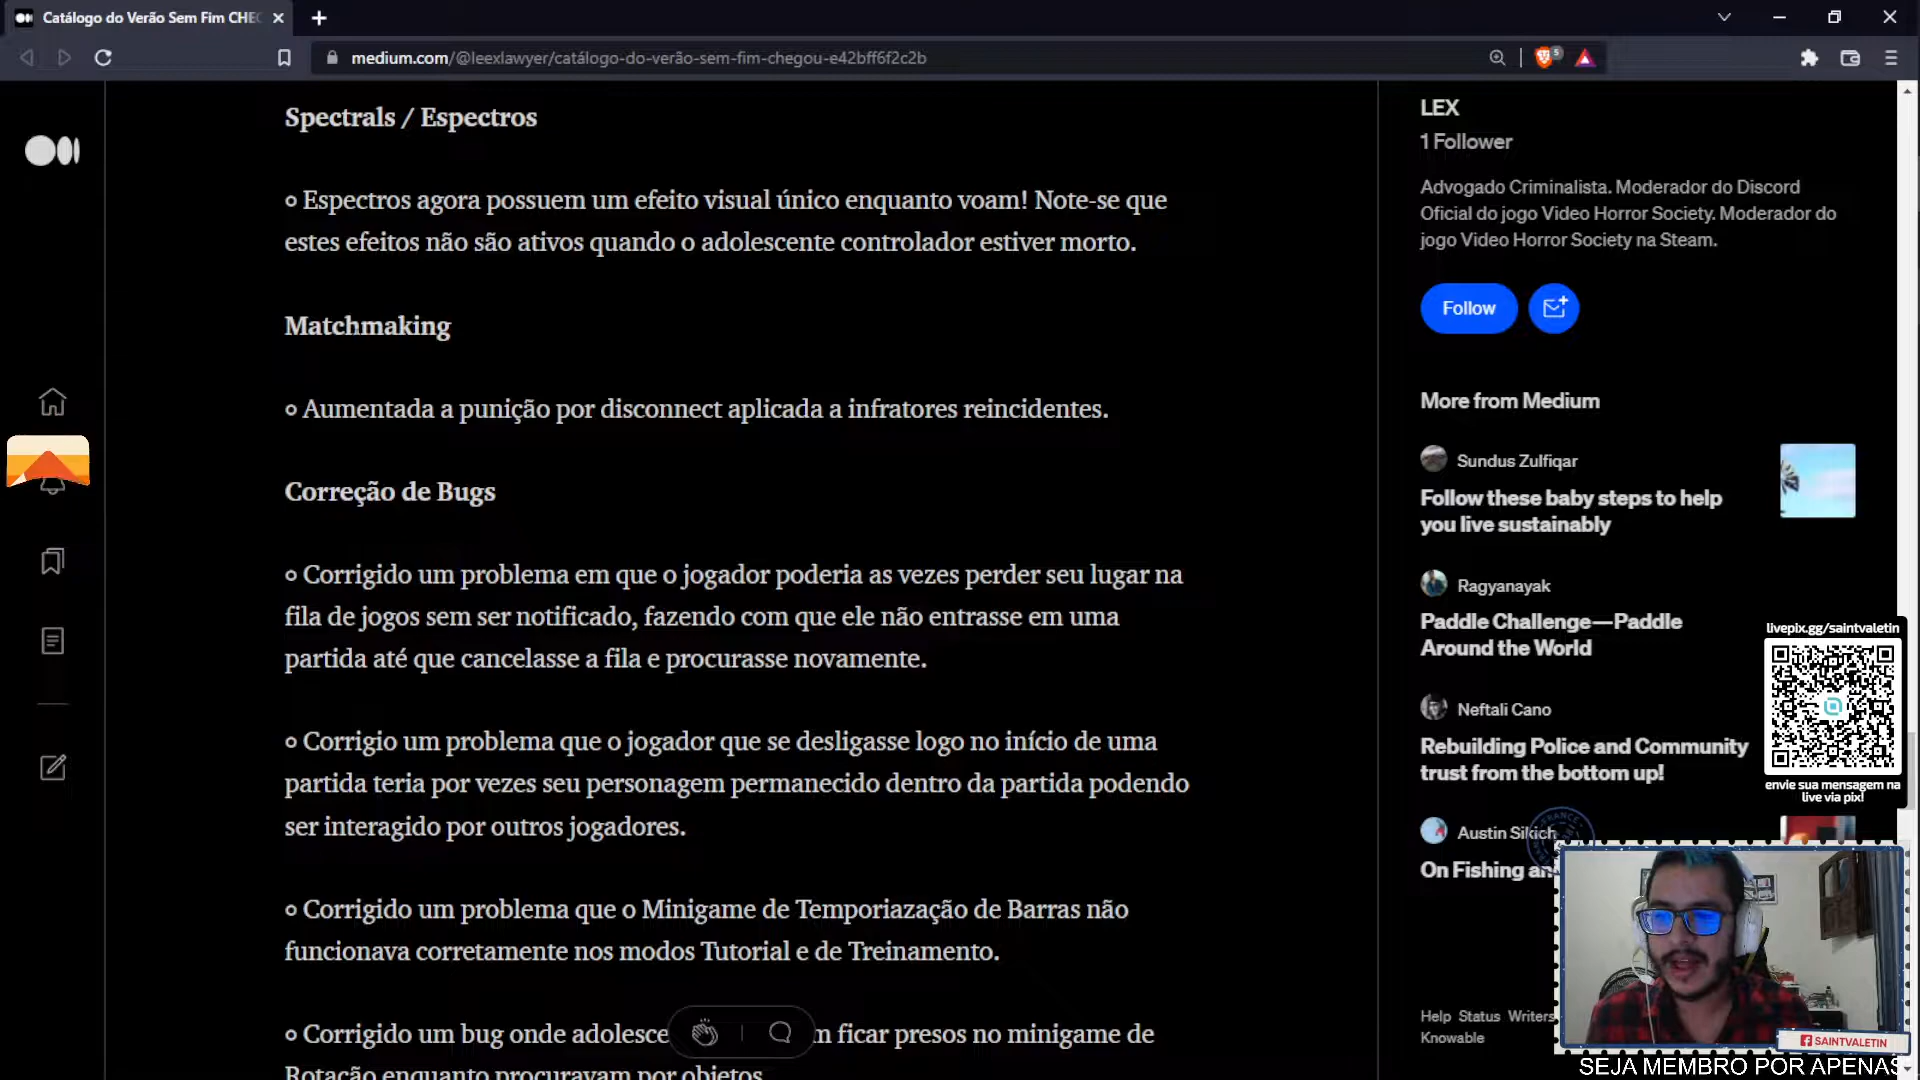 Catálogo do Verão Sem Fim CHEG
medium.com/@leexlawyer/catálogo-do-verão-sem-fim-chegou-e42bff6f2c2b
5
Spectrals / Espectros
Espectros agora possuem um efeito visual único enquanto voam! Note-se que
estes efeitos não são ativos quando o adolescente controlador estiver morto.
Matchmaking
Aumentada a punição por disconnect aplicada a infratores reincidentes.
Correção de Bugs
Corrigido um problema em que o jogador poderia as vezes perder seu lugar na
fila de jogos sem ser notificado, fazendo com que ele não entrasse em uma
partida até que cancelasse a fila e procurasse novamente.
Corrigio um problema que o jogador que se desligasse logo no início de uma
partida teria por vezes seu personagem permanecido dentro da partida podendo
ser interagido por outros jogadores.
Corrigido um problema que o Minigame de Temporiazação de Barras não
funcionava corretamente nos modos Tutorial e de Treinamento.
Corrigido um bug onde adolesce m ficar presos no minigame de
Rotação enquanto procuravam por objetos.
LEX
1 Follower
Advogado Criminalista. Moderador do Discord
Oficial do jogo Video Horror Society. Moderador do
jogo Video Horror Society na Steam.
Follow
More from Medium
Sundus Zulfiqar
Follow these baby steps to help
you live sustainably
Ragyanayak
Paddle Challenge—Paddle
Around the World
Neftali Cano
Rebuilding Police and Community
trust from the bottom up!
Austin Sikich
On Fishing an
Help Status Writers
Knowable
livepix.gg/saintvaletin
envie sua mensagem na
live via pix!
SAINTVALETIN
SEJA MEMBRO POR APENAS